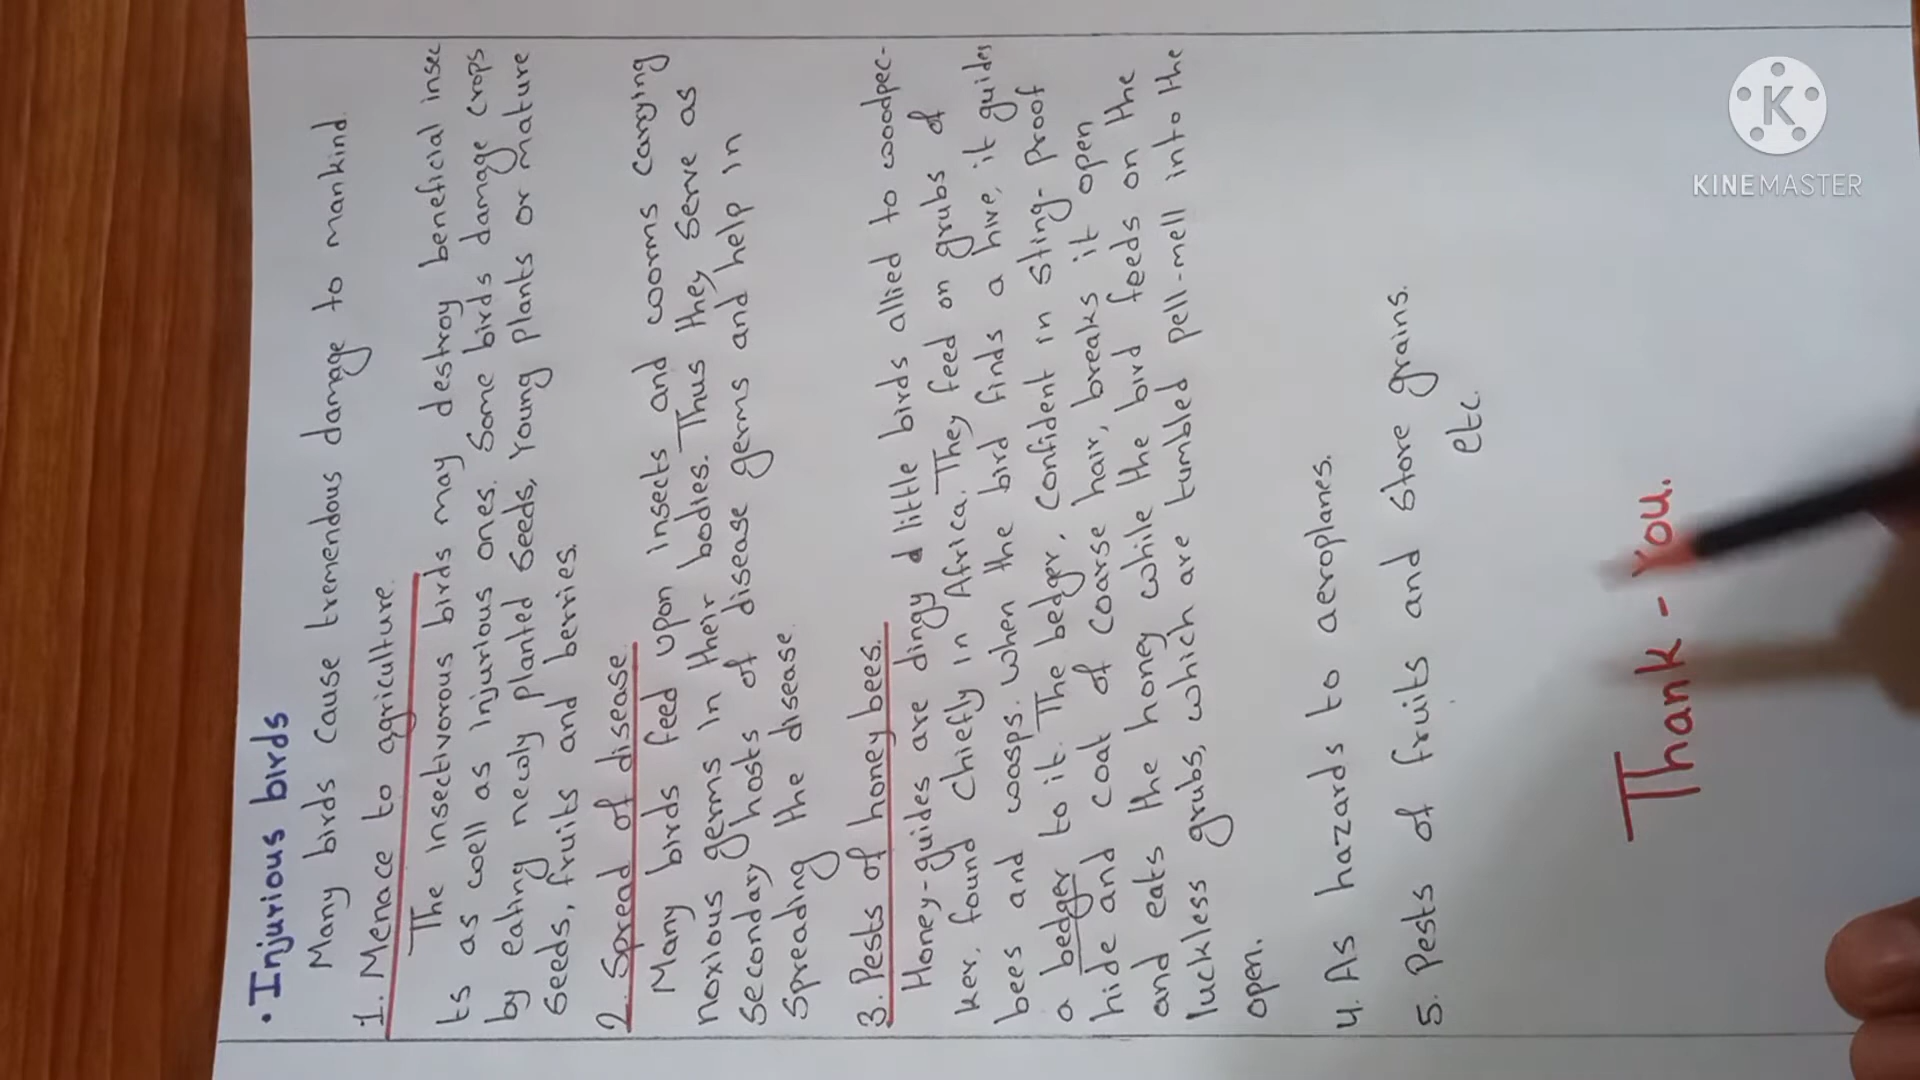 • Injurious birds
Many birds cause tremendous damage to mankind.
1. Menace to agriculture
The insectivorous birds may destroy beneficial insec
ts as well as injurious ones. Some birds damage crops
by eating newly planted seeds, Young plants or mature
seeds, fruits and berries.
2. Spread of disease
Many birds feed upon insects and worms carrying
noxious germs in their bodies. Thus they serve as
secondary hosts of disease germs and help in
spreading the disease.
3. Pests of honey bees.
Honey-guides are dingy d little birds allied to woodpec-
ker, found chiefly in Africa. They feed on grubs of
bees and wasps. When the bird finds a hive, it guides
a bedger to it. The bedger, confident in sting-proof
hide and coat of coarse hair, breaks it open
and eats the honey while the bird feeds on the
luckless grubs, which are tumbled pell-mell into the
open.
4. As hazards to aeroplanes.
5. Pests of fruits and store grains.
etc.
Thank-You.
K
KINEMASTER